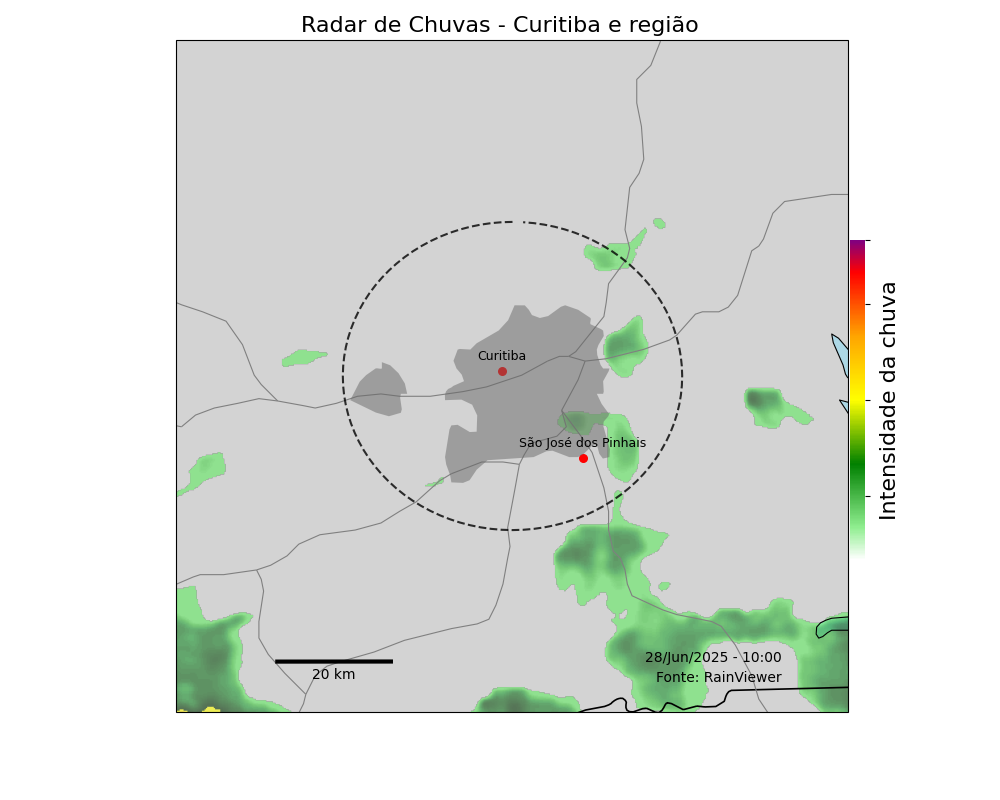 Radar de Chuvas - Curitiba e região
Curitiba
São José dos Pinhais
Intensidade da chuva
28/Jun/2025 - 10:00
Fonte: RainViewer
20 km